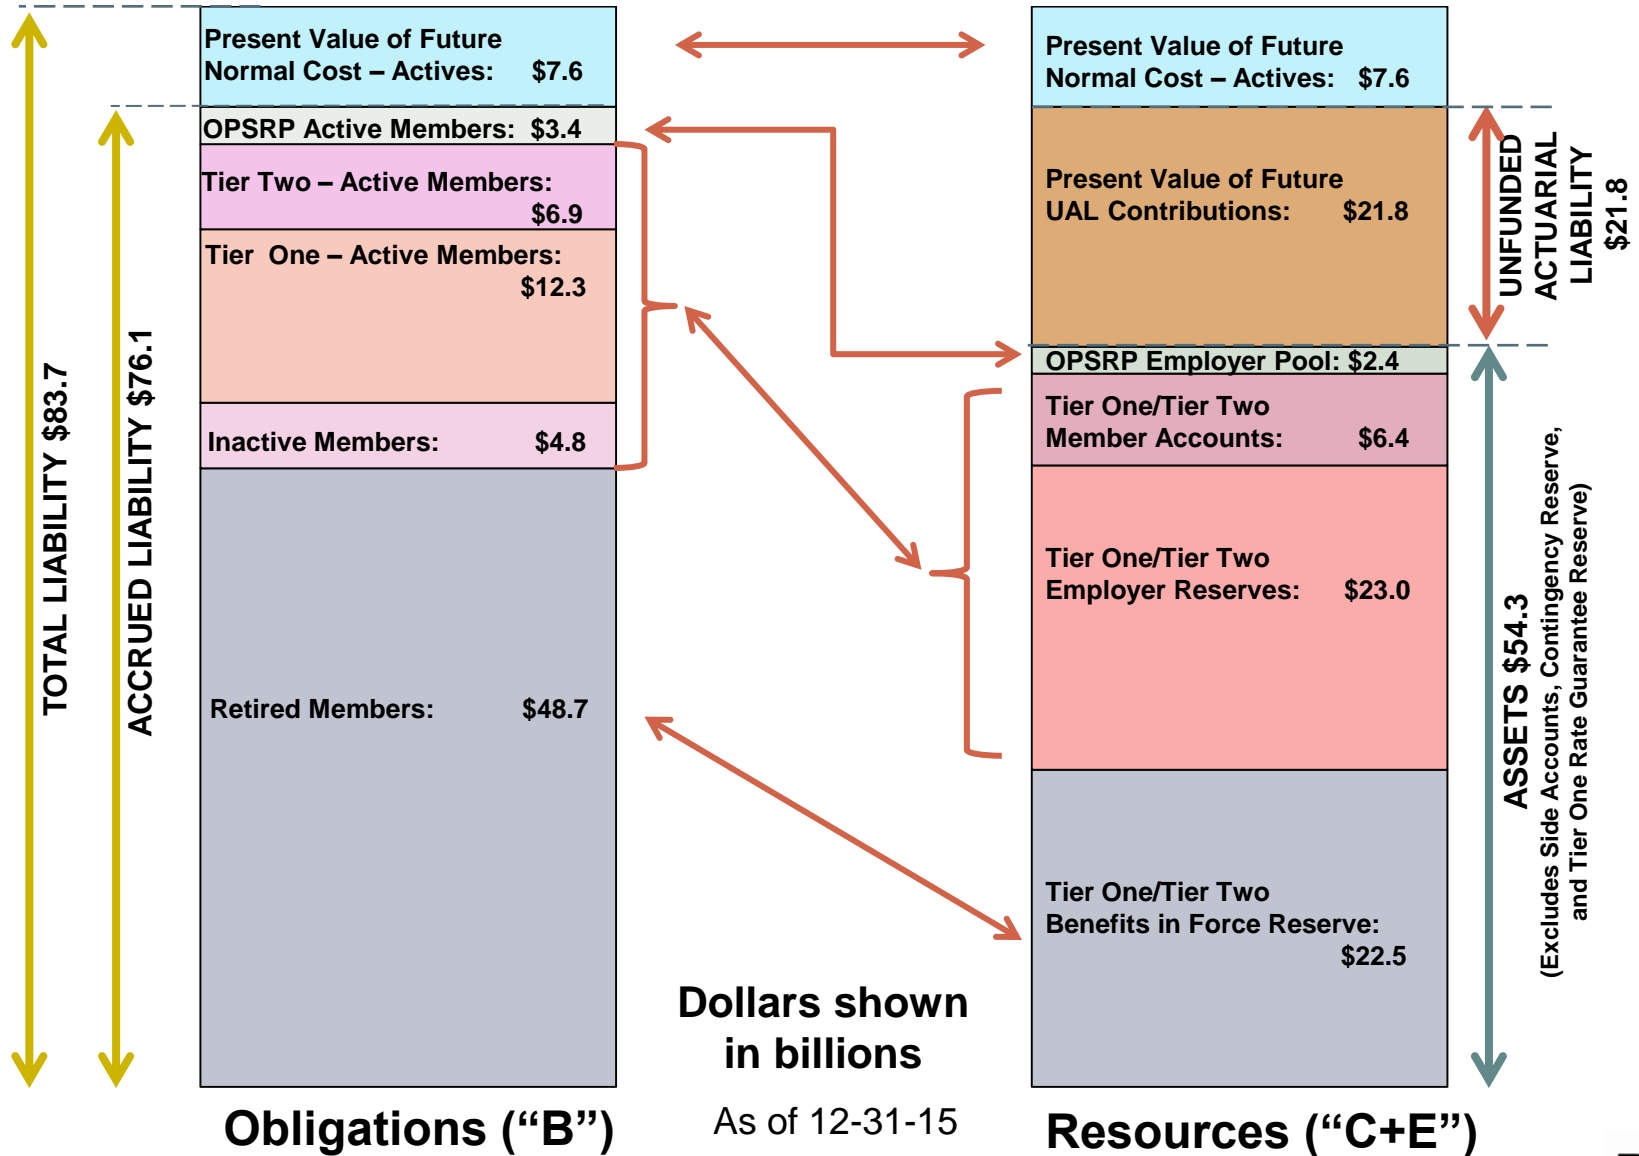 TOTAL LIABILITY $83.7
ACCRUED LIABILITY $76.1
Present Value of Future
Normal Cost – Actives: $7.6
OPSRP Active Members: $3.4
Tier Two – Active Members:
$6.9
Tier One – Active Members:
$12.3
Inactive Members: $4.8
Retired Members: $48.7
Obligations (“B”)
Dollars shown
in billions
As of 12-31-15
Present Value of Future
Normal Cost – Actives: $7.6
Present Value of Future
UAL Contributions: $21.8
OPSRP Employer Pool: $2.4
Tier One/Tier Two
Member Accounts: $6.4
Tier One/Tier Two
Employer Reserves: $23.0
Tier One/Tier Two
Benefits in Force Reserve:
$22.5
Resources (“C+E”)
UNFUNDED
ACTUARIAL
LIABILITY
$21.8
ASSETS $54.3
(Excludes Side Accounts, Contingency Reserve,
and Tier One Rate Guarantee Reserve)